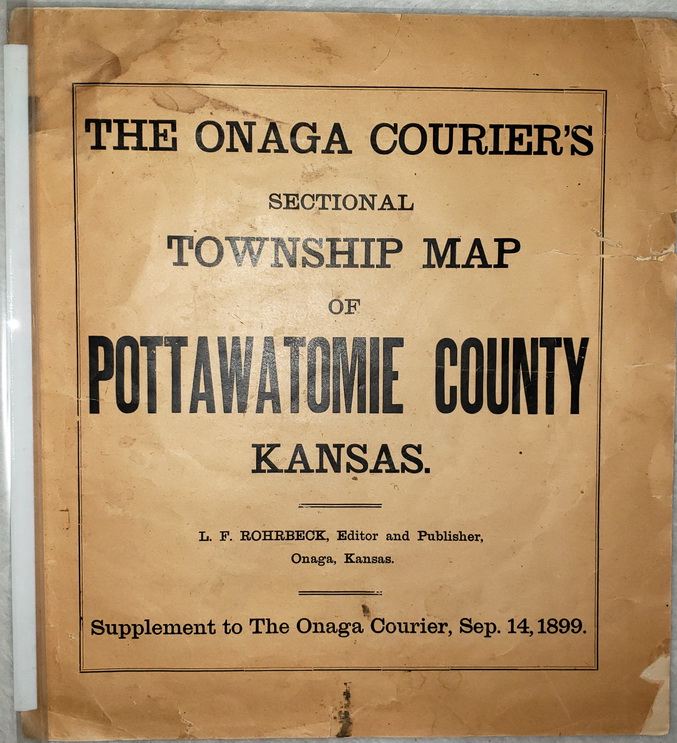 THE ONAGA COURIER'S
SECTIONAL
TOWNSHIP MAP
OF
POTTAWATOMIE COUNTY
KANSAS.
L. F. ROHRBECK, Editor and Publisher,
Onaga, Kansas.
Supplement to The Onaga Courier, Sep. 14, 1899.